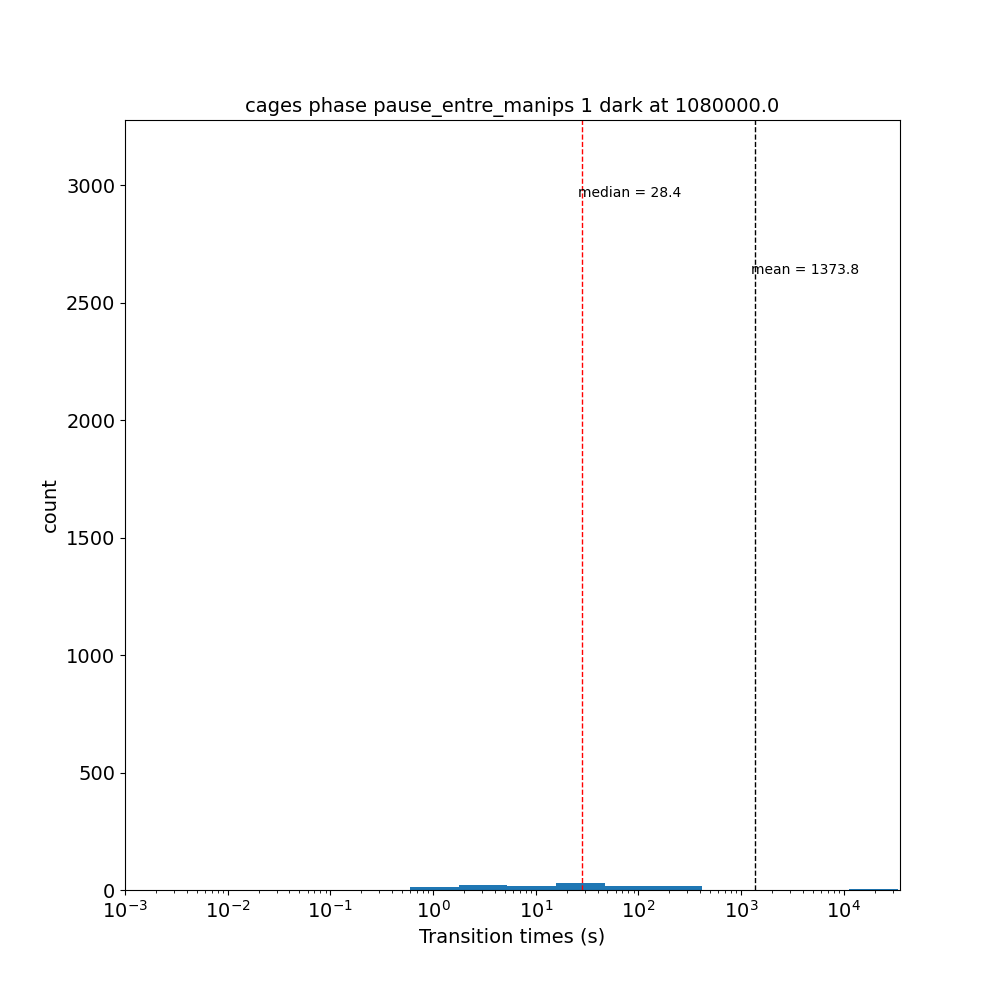 cages phase pause_entre_manips 1 dark at 1080000.0
median = 28.4
mean = 1373.8
3000
2500
2000
1500
1000
500
0
count
10⁻³ 10⁻² 10⁻¹ 10⁰ 10¹ 10² 10³ 10⁴
Transition times (s)